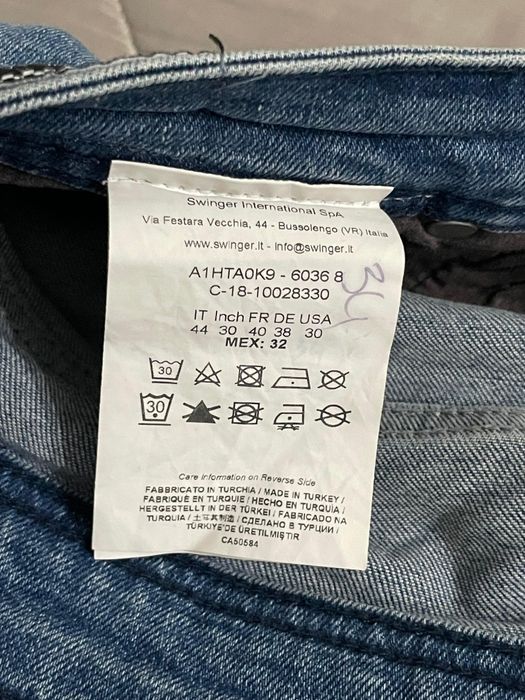 Swinger International SpA
Via Festara Vecchia, 44 - Bussolengo (VR) Italia
www.swinger.it - info@swinger.it
A1HTA0K9 - 6036 8
C-18-10028330
IT Inch FR DE USA
44 30 40 38 30
MEX: 32
30
30
Care Information on Reverse Side
FABBRICATO IN TURCHIA / MADE IN TURKEY /
FABRIQUÉ EN TURQUIE / HECHO EN TURQUÍA /
HERGESTELLT IN DER TÜRKEI / FABRICADO NA
TURQUIA / 土耳其制造 / СДЕЛАНО В ТУРЦИИ /
TÜRKİYE'DE ÜRETİLMİŞTİR
CA50584